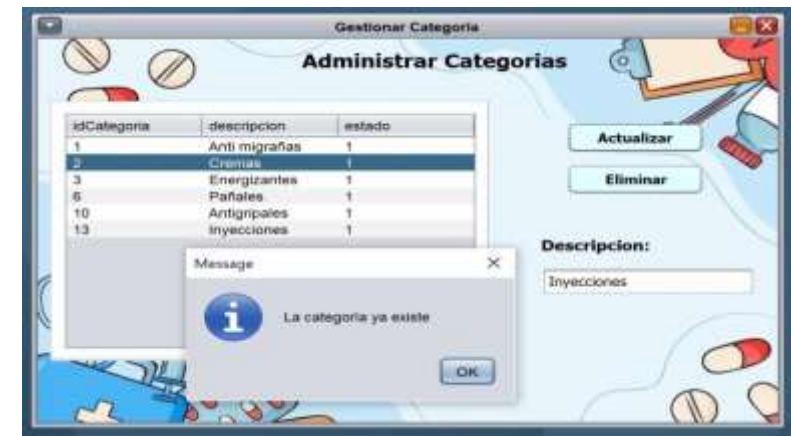 Gestionar Categoria
Administrar Categorias
idCategoria descripcion estado
1 Anti migrañas 1
2 Cremas 1
3 Energizantes 1
6 Pañales 1
10 Antigripales 1
13 Inyecciones 1
Actualizar
Eliminar
Descripcion:
Inyecciones
Message
La categoria ya existe
OK